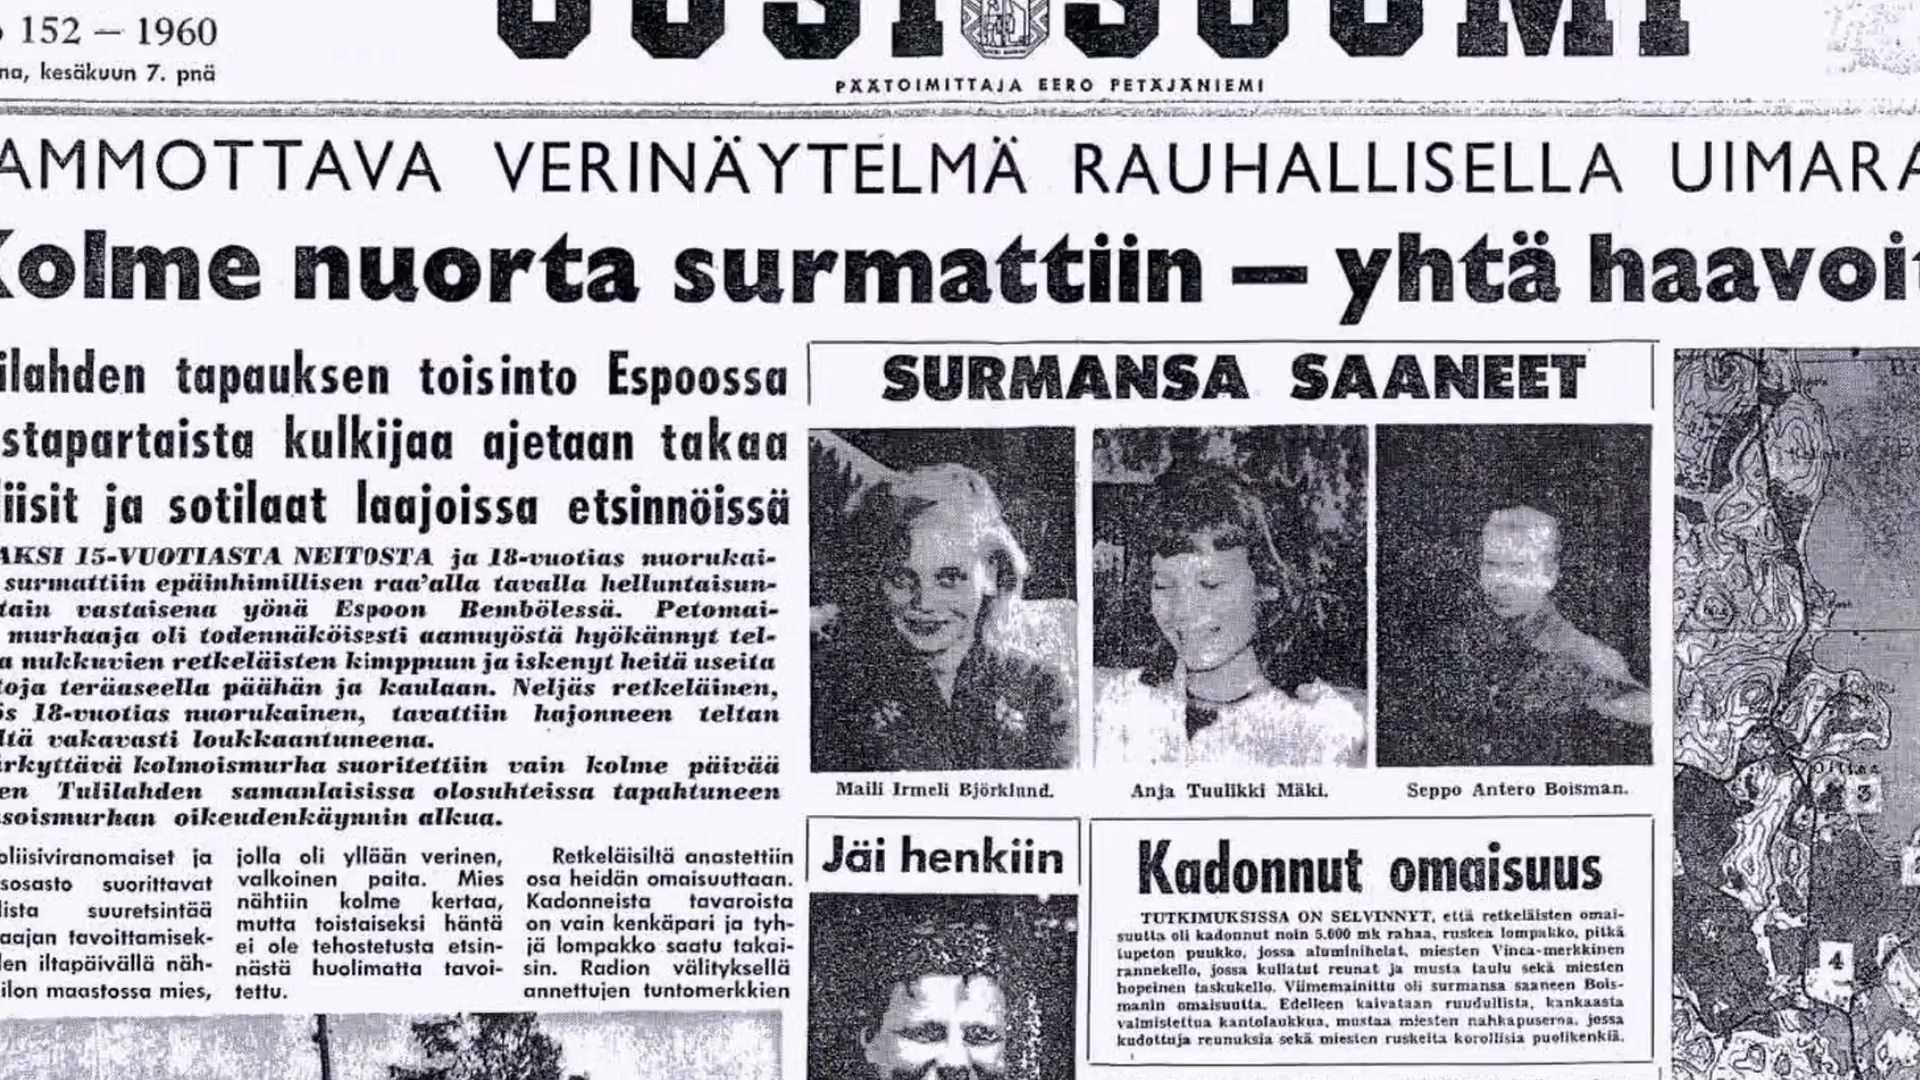 152 — 1960
UUSI SUOMI
na, kesäkuun 7. pnä
PÄÄTOIMITTAJA EERO PETÄJÄNIEMI
AMMOTTAVA VERINÄYTELMÄ RAUHALLISELLA UIMARA
Kolme nuorta surmattiin — yhtä haavoit
ilahden tapauksen toisinto Espoossa
stapartaista kulkijaa ajetaan takaa
liisit ja sotilaat laajoissa etsinnöissä
AKSI 15-VUOTIASTA NEITOSTA ja 18-vuotias nuorukai-
surmattiin epäinhimillisen raa'alla tavalla helluntaisun-
tain vastaisena yönä Espoon Bembölessä. Petomai-
murhaaja oli todennäköisesti aamuyöstä hyökännyt tel-
a nukkuvien retkeläisten kimppuun ja iskenyt heitä useita
toja teräaseella päähän ja kaulaan. Neljäs retkeläinen,
ös 18-vuotias nuorukainen, tavattiin hajonneen teltan
ltä vakavasti loukkaantuneena.
irkyttävä kolmoismurha suoritettiin vain kolme päivää
en Tulilahden samanlaisissa olosuhteissa tapahtuneen
soismurhan oikeudenkäynnin alkua.
oliisiviranomaiset ja
sosasto suorittavat
lista suuretsintää
aajan tavoittamisek-
len iltapäivällä näh-
ilon maastossa mies,
jolla oli yllään verinen,
valkoinen paita. Mies
nähtiin kolme kertaa,
mutta toistaiseksi häntä
ei ole tehostetusta etsin-
nästä huolimatta tavoi-
tettu.
Retkeläisiltä anastettiin
osa heidän omaisuuttaan.
Kadonneista tavaroista
on vain kenkäpari ja tyh-
jä lompakko saatu takai-
sin. Radion välityksellä
annettujen tuntomerkkien
SURMANSA SAANEET
Maili Irmeli Björklund.
Anja Tuulikki Mäki.
Seppo Antero Boisman.
Jäi henkiin
Kadonnut omaisuus
TUTKIMUKSISSA ON SELVINNYT, että retkeläisten omai-
suutta oli kadonnut noin 5.000 mk rahaa, ruskea lompakko, pitkä
tupeton puukko, jossa alumiinihelat, miesten Vinca-merkkinen
rannekello, jossa kullatut reunat ja musta taulu sekä miesten
hopeinen taskukello. Viimemainittu oli surmansa saaneen Bois-
manin omaisuutta. Edelleen kaivataan ruudullista, kankaasta
valmistettua kantolaukkua, mustaa miesten nahkapuseroa, jossa
kudottuja reunuksia sekä miesten ruskeita korollisia puolikenkiä.
3
4